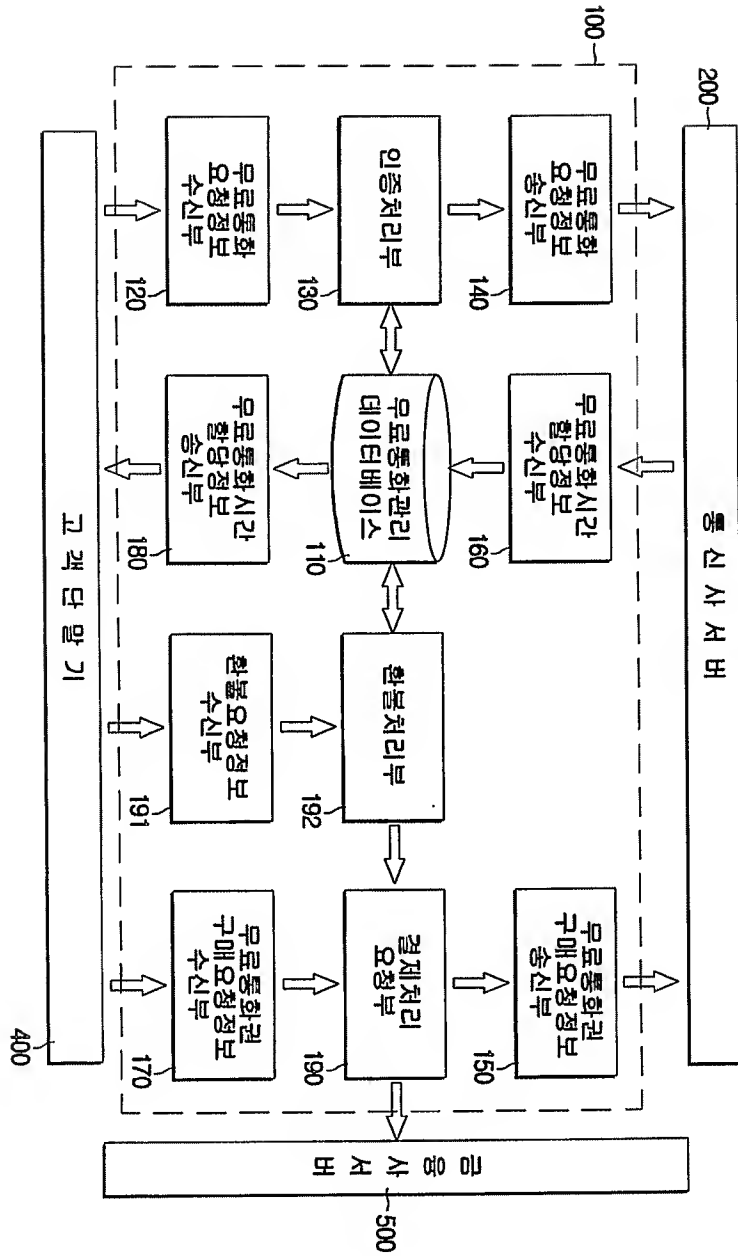 200
통신사서버
100
무료통화
요청정보
송신부
140
무료통화시간
할당정보
수신부
160
무료통화권
구매요청정보
송신부
150
인증처리부
130
무료통화관리
데이터베이스
110
환불처리부
192
결제처리
요청부
190
금융사서버
500
무료통화
요청정보
수신부
120
무료통화시간
할당정보
송신부
180
환불요청정보
수신부
191
무료통화권
구매요청정보
수신부
170
고객단말기
400